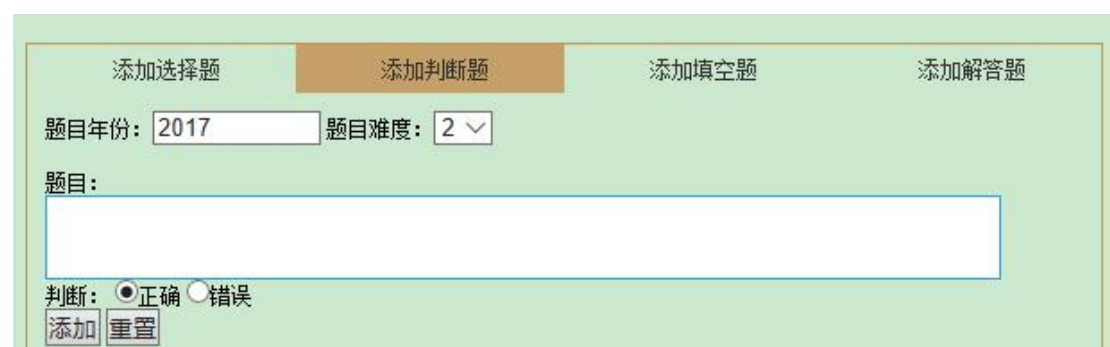 添加选择题 添加判断题 添加填空题 添加解答题
题目年份：2017 题目难度：2
题目：
判断：正确 错误
添加 重置